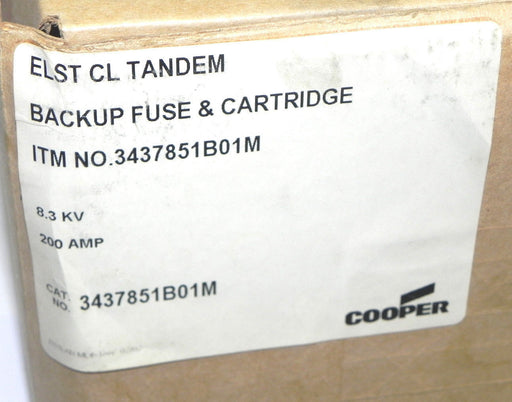 ELST CL TANDEM
BACKUP FUSE & CARTRIDGE
ITM NO.3437851B01M
8.3 KV
200 AMP
CAT.
NO. 3437851B01M
COOPER